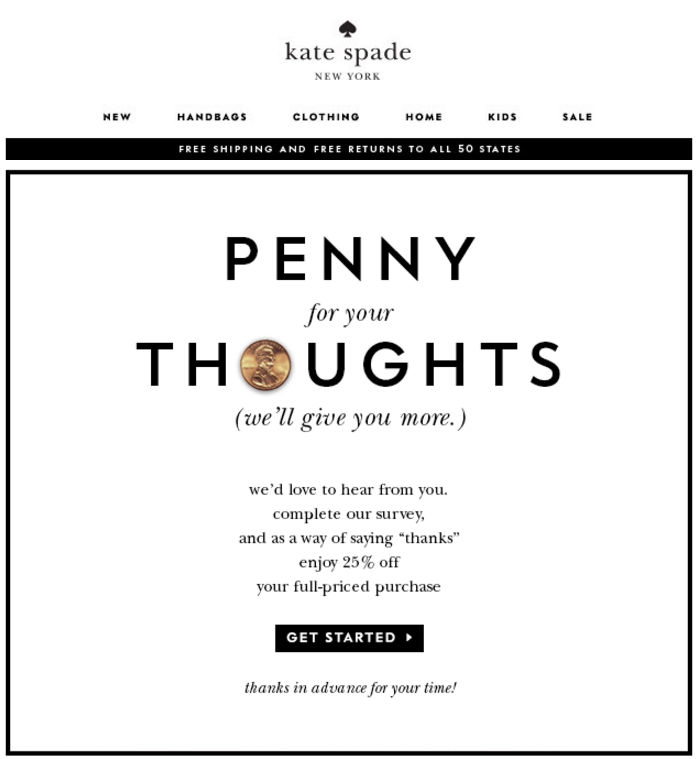 kate spade
NEW YORK
NEW HANDBAGS CLOTHING HOME KIDS SALE
FREE SHIPPING AND FREE RETURNS TO ALL 50 STATES
PENNY
for your
THOUGHTS
(we'll give you more.)
we'd love to hear from you.
complete our survey,
and as a way of saying “thanks”
enjoy 25% off
your full-priced purchase
GET STARTED
thanks in advance for your time!